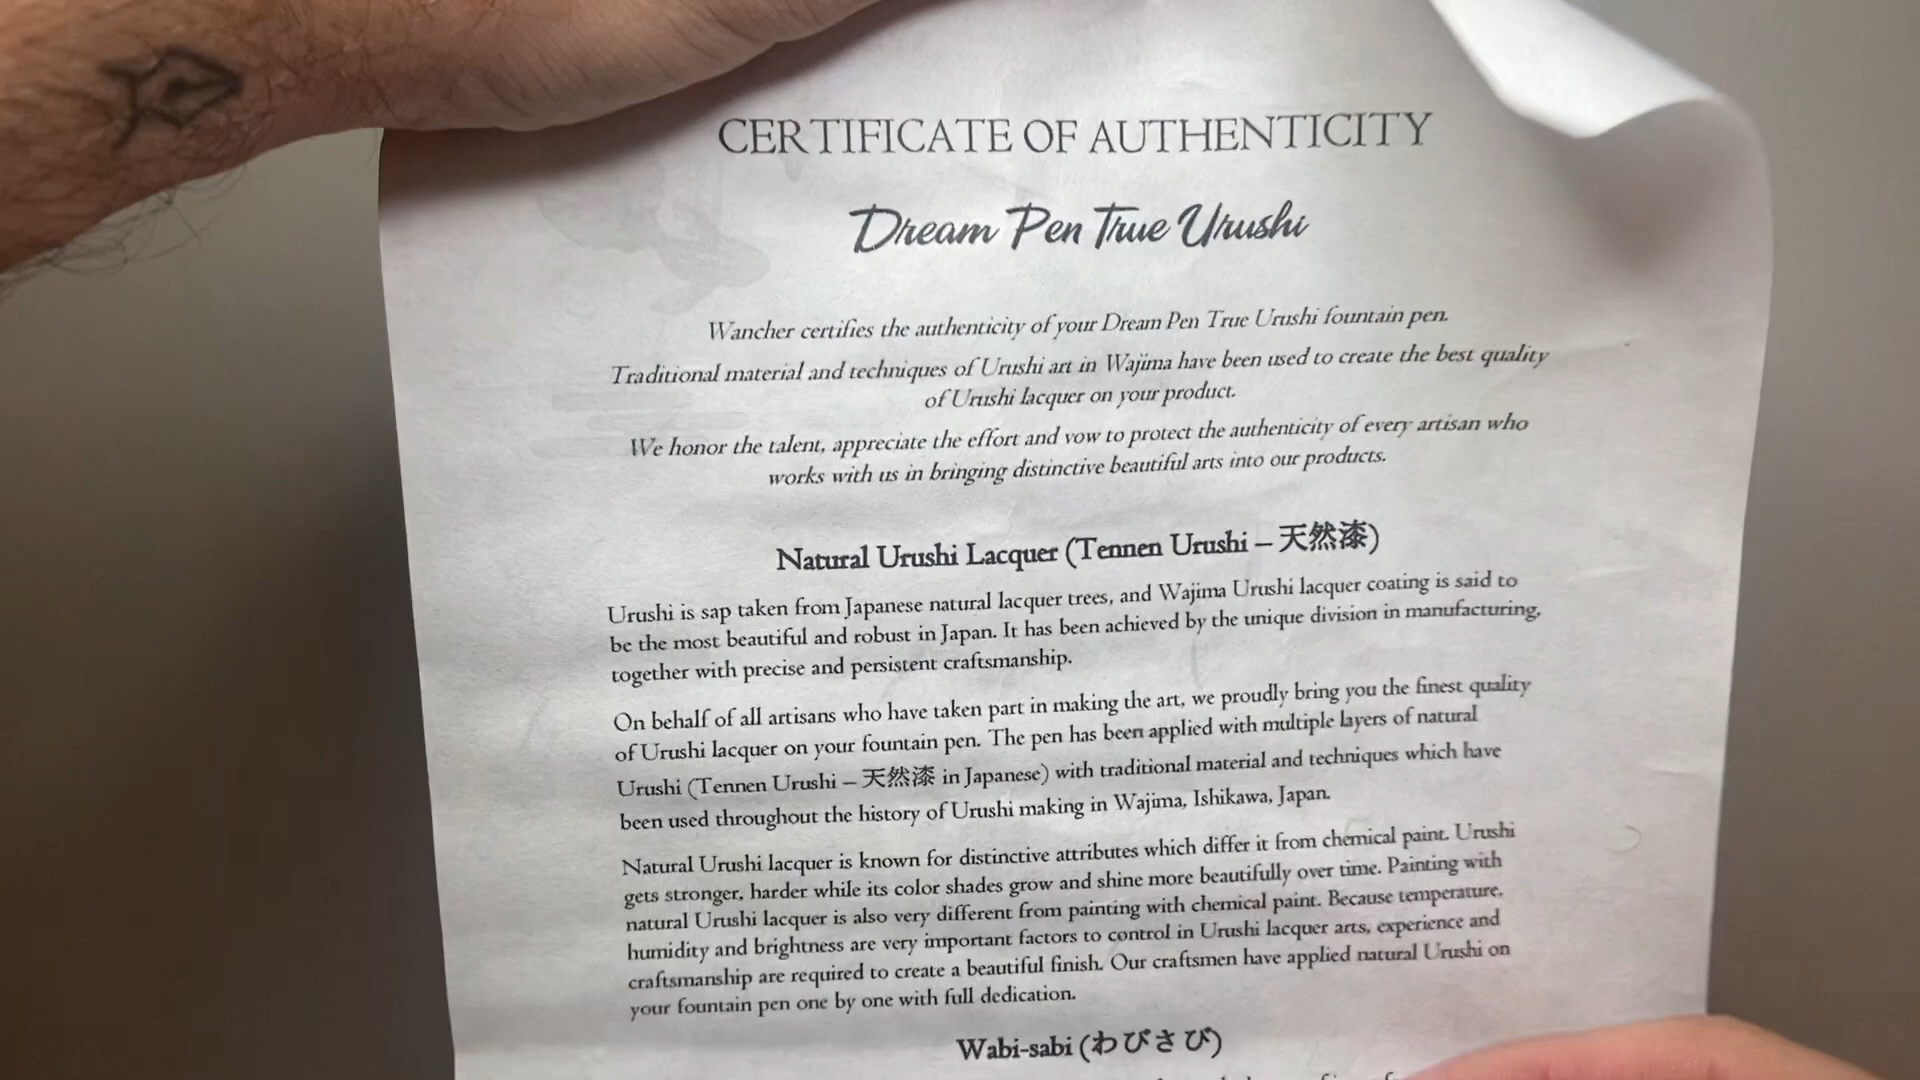 CERTIFICATE OF AUTHENTICITY
Dream Pen True Urushi
Wancher certifies the authenticity of your Dream Pen True Urushi fountain pen.
Traditional material and techniques of Urushi art in Wajima have been used to create the best quality
of Urushi lacquer on your product.
We honor the talent, appreciate the effort and vow to protect the authenticity of every artisan who
works with us in bringing distinctive beautiful arts into our products.
Natural Urushi Lacquer (Tennen Urushi – 天然漆)
Urushi is sap taken from Japanese natural lacquer trees, and Wajima Urushi lacquer coating is said to
be the most beautiful and robust in Japan. It has been achieved by the unique division in manufacturing,
together with precise and persistent craftsmanship.
On behalf of all artisans who have taken part in making the art, we proudly bring you the finest quality
of Urushi lacquer on your fountain pen. The pen has been applied with multiple layers of natural
Urushi (Tennen Urushi – 天然漆 in Japanese) with traditional material and techniques which have
been used throughout the history of Urushi making in Wajima, Ishikawa, Japan.
Natural Urushi lacquer is known for distinctive attributes which differ it from chemical paint. Urushi
gets stronger, harder while its color shades grow and shine more beautifully over time. Painting with
natural Urushi lacquer is also very different from painting with chemical paint. Because temperature,
humidity and brightness are very important factors to control in Urushi lacquer arts, experience and
craftsmanship are required to create a beautiful finish. Our craftsmen have applied natural Urushi on
your fountain pen one by one with full dedication.
Wabi-sabi (わびさび)